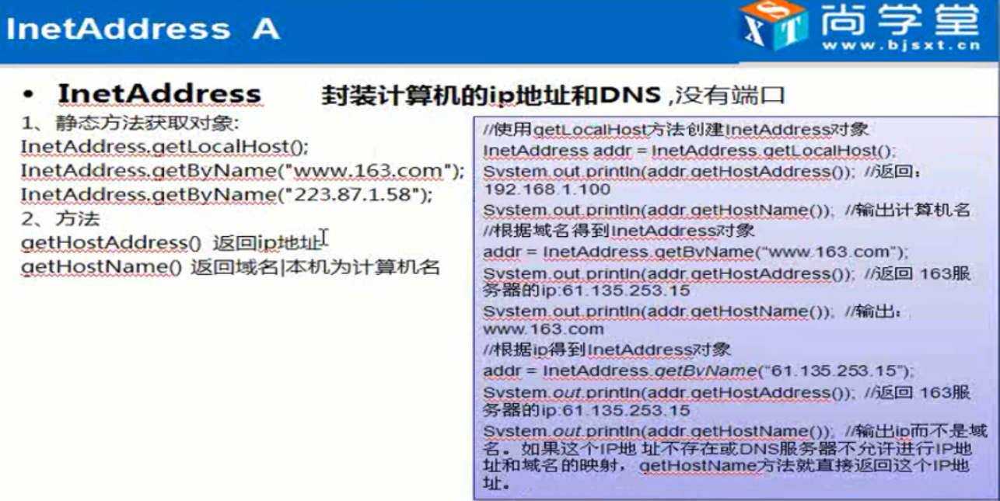 InetAddress A
尚学堂
www.bjsxt.cn
• InetAddress 封装计算机的ip地址和DNS ,没有端口
1、静态方法获取对象:
InetAddress.getLocalHost();
InetAddress.getByName("www.163.com");
InetAddress.getByName("223.87.1.58");
2、方法
getHostAddress() 返回ip地址
getHostName() 返回域名|本机为计算机名
//使用getLocalHost方法创建InetAddress对象
InetAddress addr = InetAddress.getLocalHost();
System.out.println(addr.getHostAddress()); //返回：
192.168.1.100
System.out.println(addr.getHostName()); //输出计算机名
//根据域名得到InetAddress对象
addr = InetAddress.getByName(“www.163.com”);
System.out.println(addr.getHostAddress()); //返回 163服
务器的ip:61.135.253.15
System.out.println(addr.getHostName()); //输出：
www.163.com
//根据ip得到InetAddress对象
addr = InetAddress.getByName(“61.135.253.15”);
System.out.println(addr.getHostAddress()); //返回 163服
务器的ip:61.135.253.15
System.out.println(addr.getHostName()); //输出ip而不是域
名。如果这个IP地 址不存在或DNS服务器不允许进行IP地
址和域名的映射， getHostName方法就直接返回这个IP地
址。